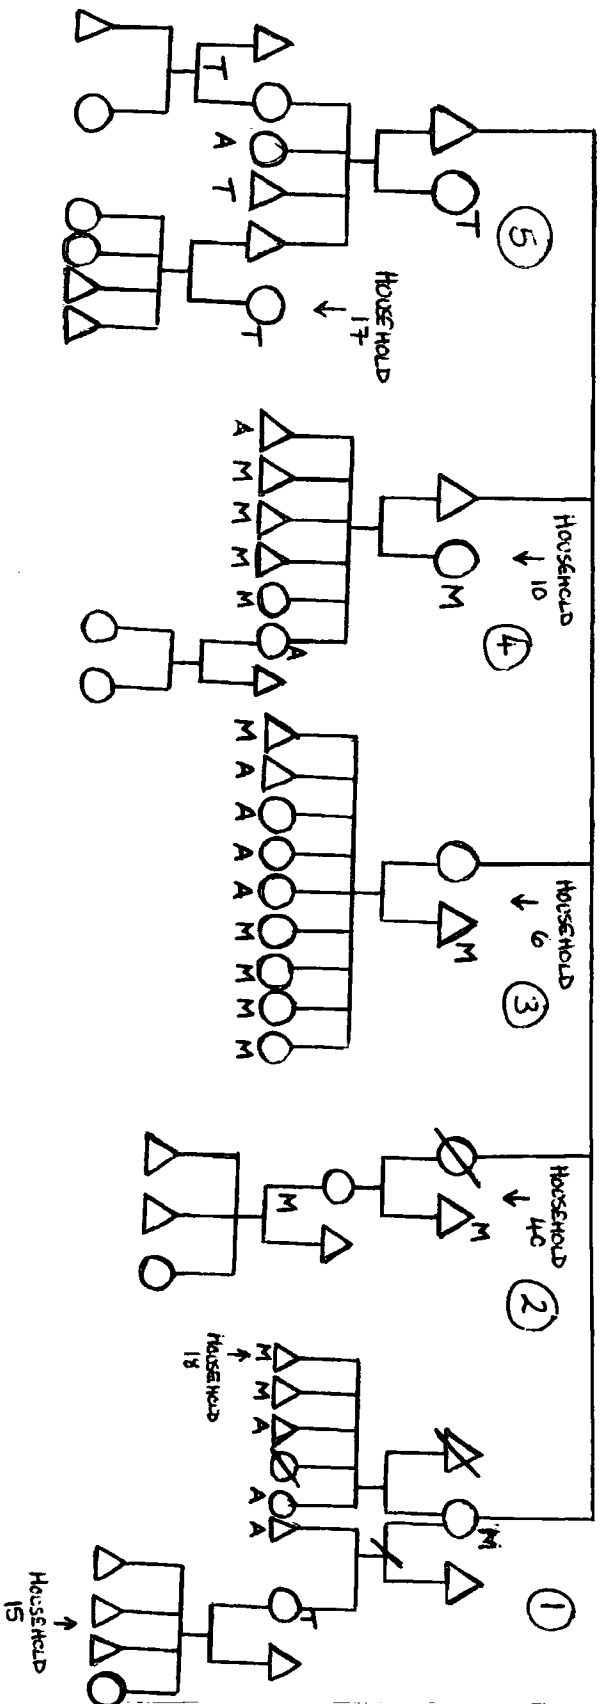 5
T
HOUSEHOLD
17
T A T T
HOUSEHOLD
10
4
M
A M M M M A
HOUSEHOLD
6
3
M
M A A A A M M M M
HOUSEHOLD
4C
2
M
M
1
M
M M A A A T
HOUSEHOLD
18
HOUSEHOLD
15